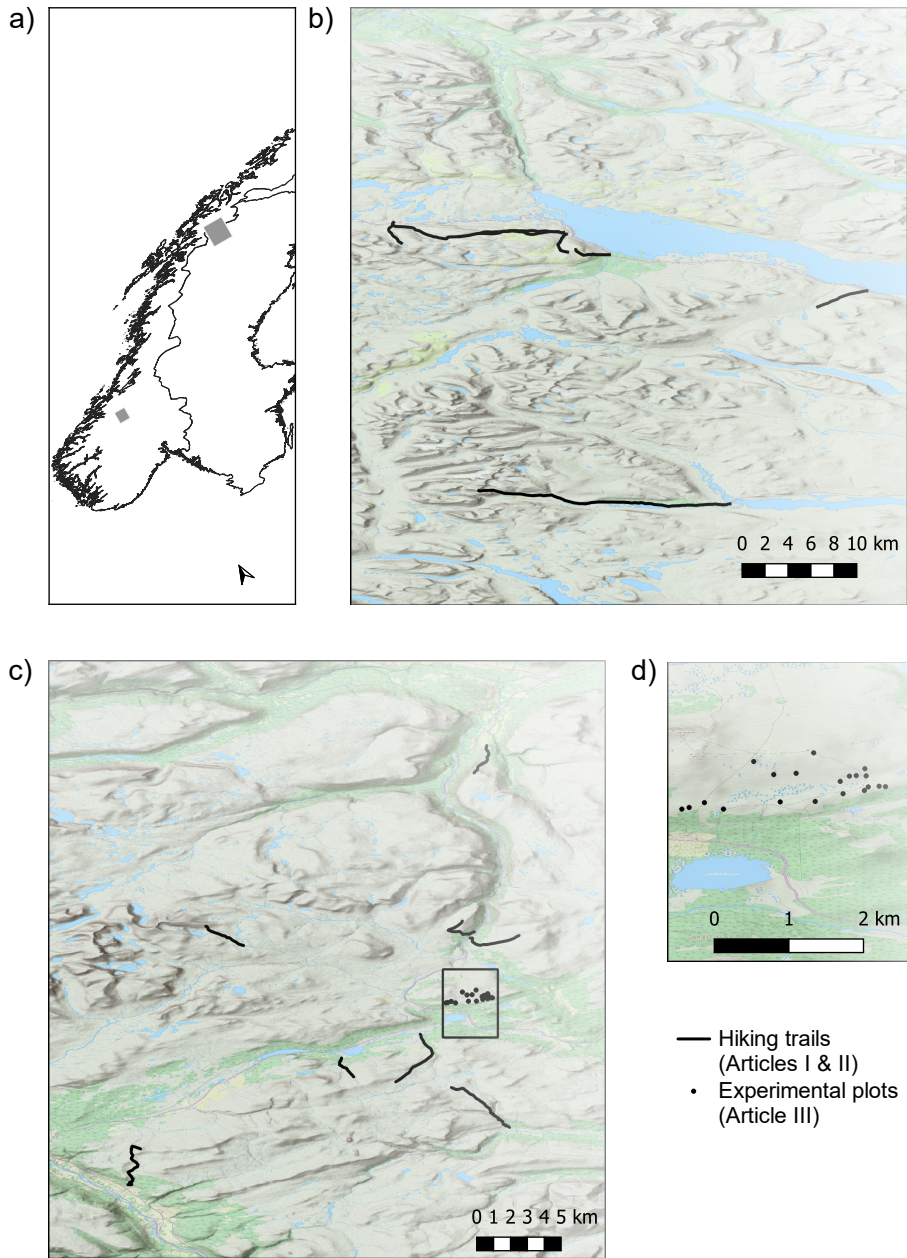 a)
b)
0 2 4 6 8 10 km
c)
0 1 2 3 4 5 km
d)
0 1 2 km
Hiking trails
(Articles I & II)
Experimental plots
(Article III)